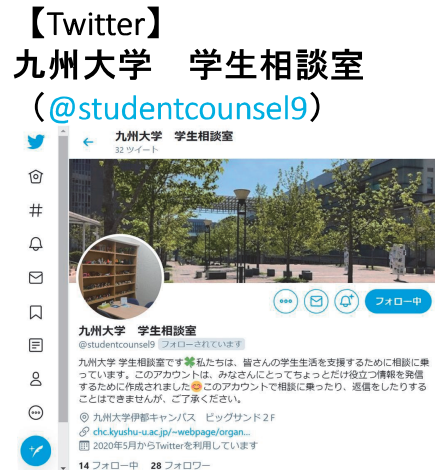 【Twitter】
九州大学　学生相談室
（@studentcounsel9）
九州大学　学生相談室
32 ツイート
フォロー中
九州大学　学生相談室
@studentcounsel9 フォローされています
九州大学 学生相談室です🍀私たちは、皆さんの学生生活を支援するために相談に乗
っています。このアカウントは、みなさんにとってちょっとだけ役立つ情報を発信
するために作成されました😊このアカウントで相談に乗ったり、返信をしたりする
ことはできませんが、ご了承ください。
九州大学伊都キャンパス　ビッグサンド２F
chc.kyushu-u.ac.jp/~webpage/organ...
2020年5月からTwitterを利用しています
14 フォロー中　28 フォロワー